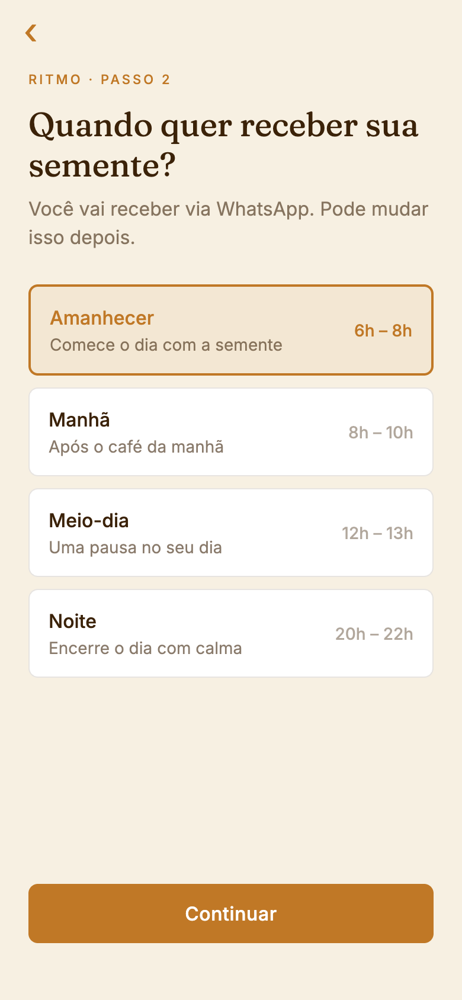 RITMO · PASSO 2
Quando quer receber sua
semente?
Você vai receber via WhatsApp. Pode mudar
isso depois.
Amanhecer
Comece o dia com a semente
6h – 8h
Manhã
Após o café da manhã
8h – 10h
Meio-dia
Uma pausa no seu dia
12h – 13h
Noite
Encerre o dia com calma
20h – 22h
Continuar